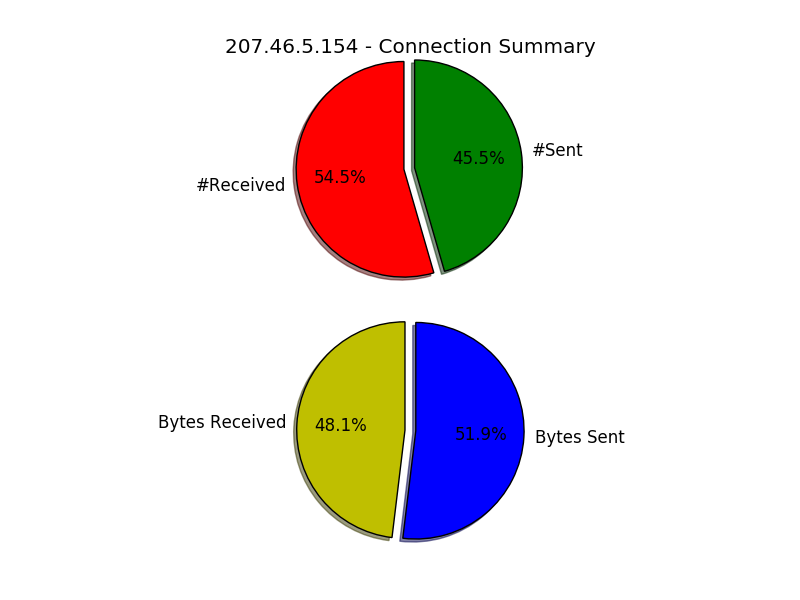 207.46.5.154 - Connection Summary
#Sent
45.5%
54.5%
#Received
Bytes Received
48.1%
51.9%
Bytes Sent